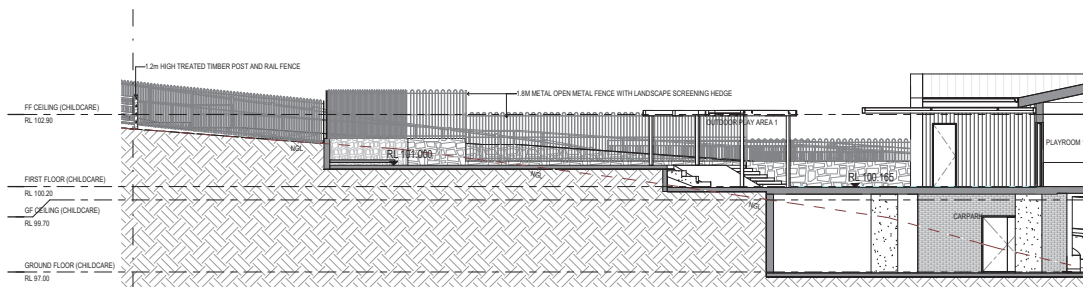 1.2m HIGH TREATED TIMBER POST AND RAIL FENCE
1.8M METAL OPEN METAL FENCE WITH LANDSCAPE SCREENING HEDGE
FF CEILING (CHILDCARE)
RL 102.90
OUTDOOR PLAY AREA 1
PLAYROOM
NGL
RL 101.000
NGL
FIRST FLOOR (CHILDCARE)
RL 100.20
RL 100.165
GF CEILING (CHILDCARE)
RL 99.70
NGL
CARPARK
GROUND FLOOR (CHILDCARE)
RL 97.00